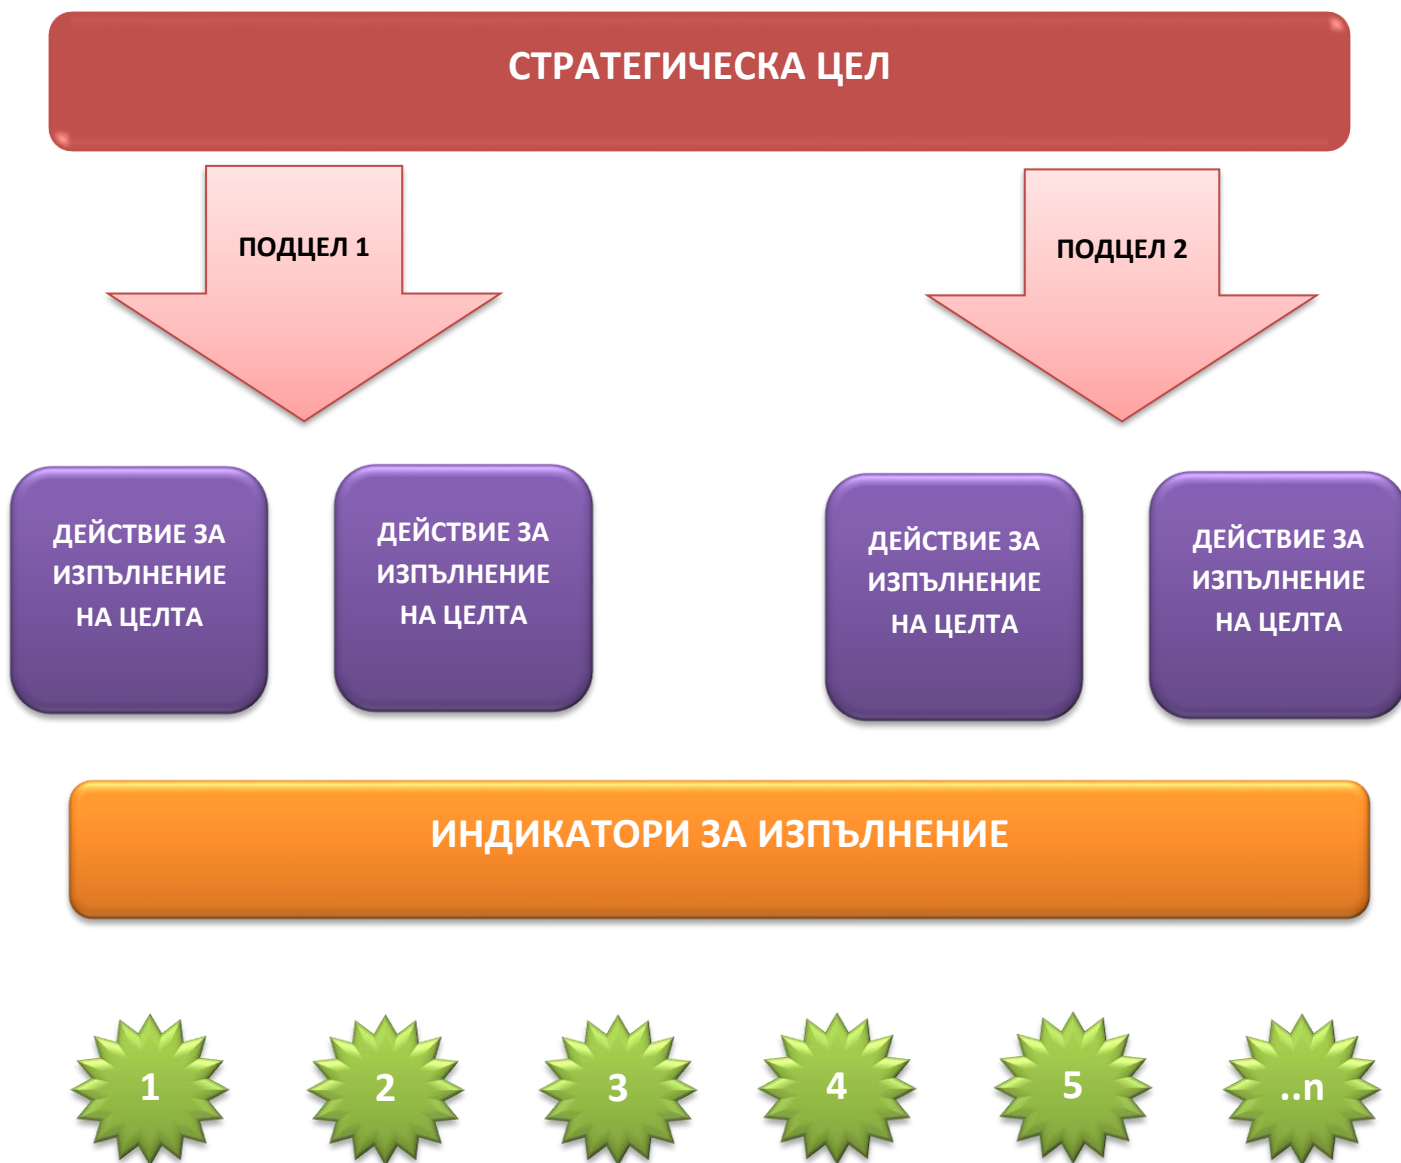 СТРАТЕГИЧЕСКА ЦЕЛ
ПОДЦЕЛ 1
ПОДЦЕЛ 2
ДЕЙСТВИЕ ЗА
ИЗПЪЛНЕНИЕ
НА ЦЕЛТА
ДЕЙСТВИЕ ЗА
ИЗПЪЛНЕНИЕ
НА ЦЕЛТА
ДЕЙСТВИЕ ЗА
ИЗПЪЛНЕНИЕ
НА ЦЕЛТА
ДЕЙСТВИЕ ЗА
ИЗПЪЛНЕНИЕ
НА ЦЕЛТА
ИНДИКАТОРИ ЗА ИЗПЪЛНЕНИЕ
1
2
3
4
5
..n